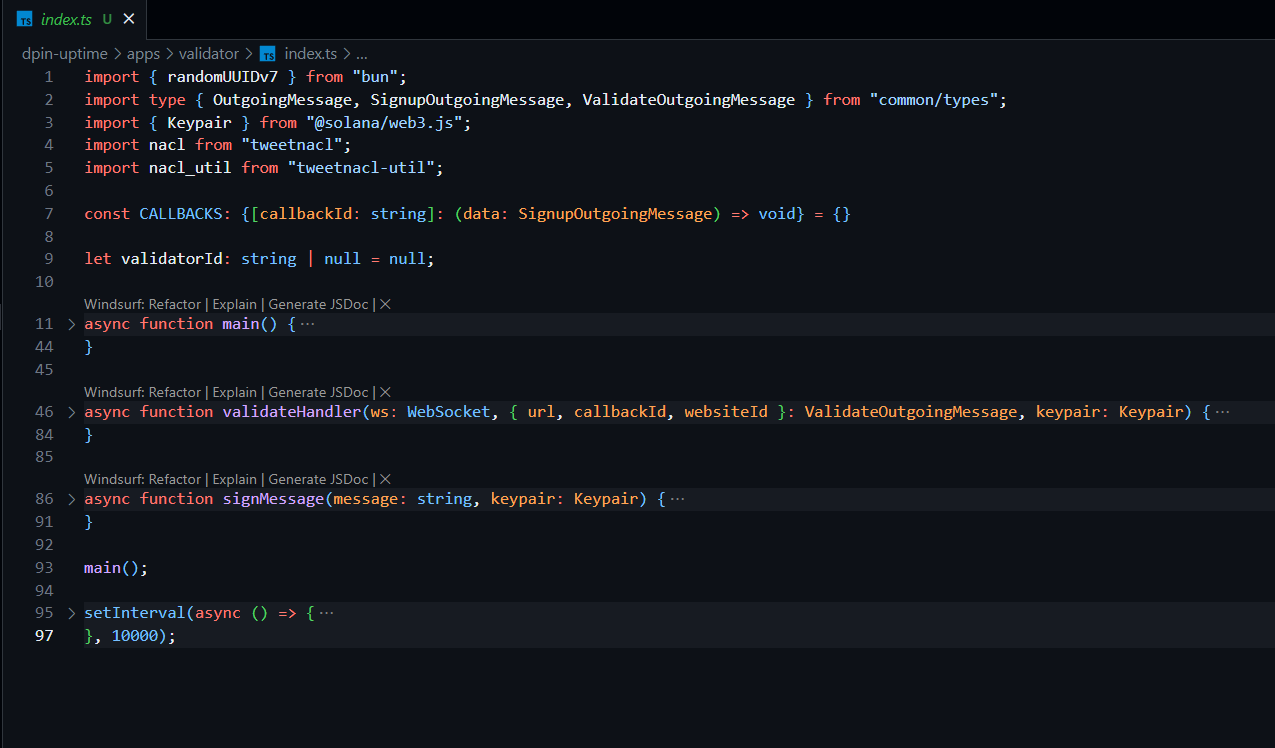 TS index.ts U ×
dpin-uptime > apps > validator > TS index.ts > ...
1 import { randomUUIDv7 } from "bun";
2 import type { OutgoingMessage, SignupOutgoingMessage, ValidateOutgoingMessage } from "common/types";
3 import { Keypair } from "@solana/web3.js";
4 import nacl from "tweetnacl";
5 import nacl_util from "tweetnacl-util";
6
7 const CALLBACKS: {[callbackId: string]: (data: SignupOutgoingMessage) => void} = {}
8
9 let validatorId: string | null = null;
10
Windsurf: Refactor | Explain | Generate JSDoc | ×
11 > async function main() { ···
44 }
45
Windsurf: Refactor | Explain | Generate JSDoc | ×
46 > async function validateHandler(ws: WebSocket, { url, callbackId, websiteId }: ValidateOutgoingMessage, keypair: Keypair) { ···
84 }
85
Windsurf: Refactor | Explain | Generate JSDoc | ×
86 > async function signMessage(message: string, keypair: Keypair) { ···
91 }
92
93 main();
94
95 > setInterval(async () => { ···
97 }, 10000);